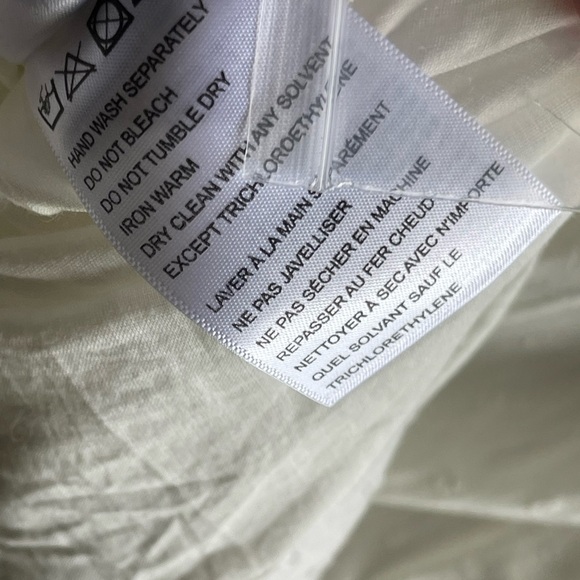 HAND WASH SEPARATELY
DO NOT BLEACH
DO NOT TUMBLE DRY
IRON WARM
DRY CLEAN WITH ANY SOLVENT
EXCEPT TRICHLOROETHYLENE
LAYER À LA MAIN SÉPARÉMENT
NE PAS JAVELLISER
NE PAS SÉCHER EN MACHINE
REPASSER AU FER CHEUD
NETTOYER À SEC AVEC N'IMPORTE
QUEL SOLVANT SAUF LE
TRICHLORETHYLENE